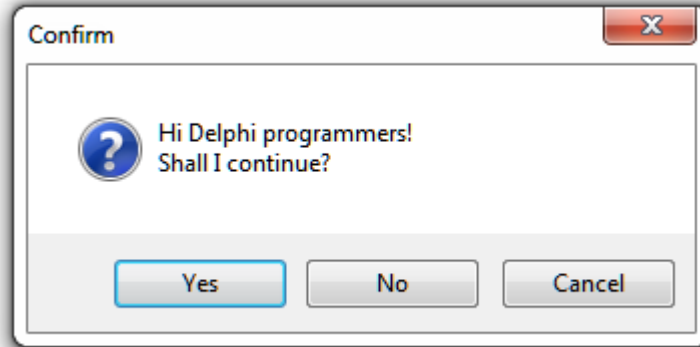 Confirm
Hi Delphi programmers!
Shall I continue?
Yes No Cancel